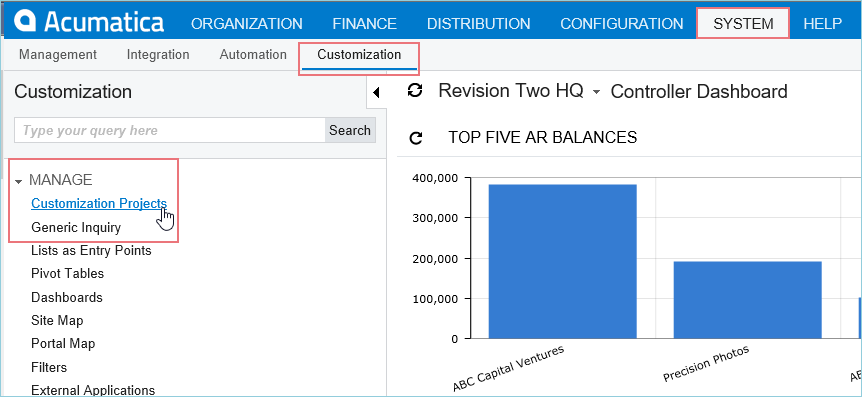 Acumatica ORGANIZATION FINANCE DISTRIBUTION CONFIGURATION SYSTEM HELP
Management Integration Automation Customization
Customization
Type your query here Search
MANAGE
Customization Projects
Generic Inquiry
Lists as Entry Points
Pivot Tables
Dashboards
Site Map
Portal Map
Filters
External Applications
Revision Two HQ Controller Dashboard
TOP FIVE AR BALANCES
400,000
300,000
200,000
100,000
0
ABC Capital Ventures
Precision Photos